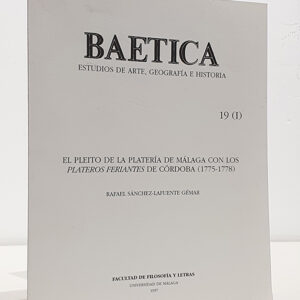 BAETICA
ESTUDIOS DE ARTE, GEOGRAFÍA E HISTORIA
19 (I)
EL PLEITO DE LA PLATERÍA DE MÁLAGA CON LOS
PLATEROS FERIANTES DE CÓRDOBA (1775-1778)
RAFAEL SÁNCHEZ-LAFUENTE GÉMAR
FACULTAD DE FILOSOFÍA Y LETRAS
UNIVERSIDAD DE MÁLAGA
1997